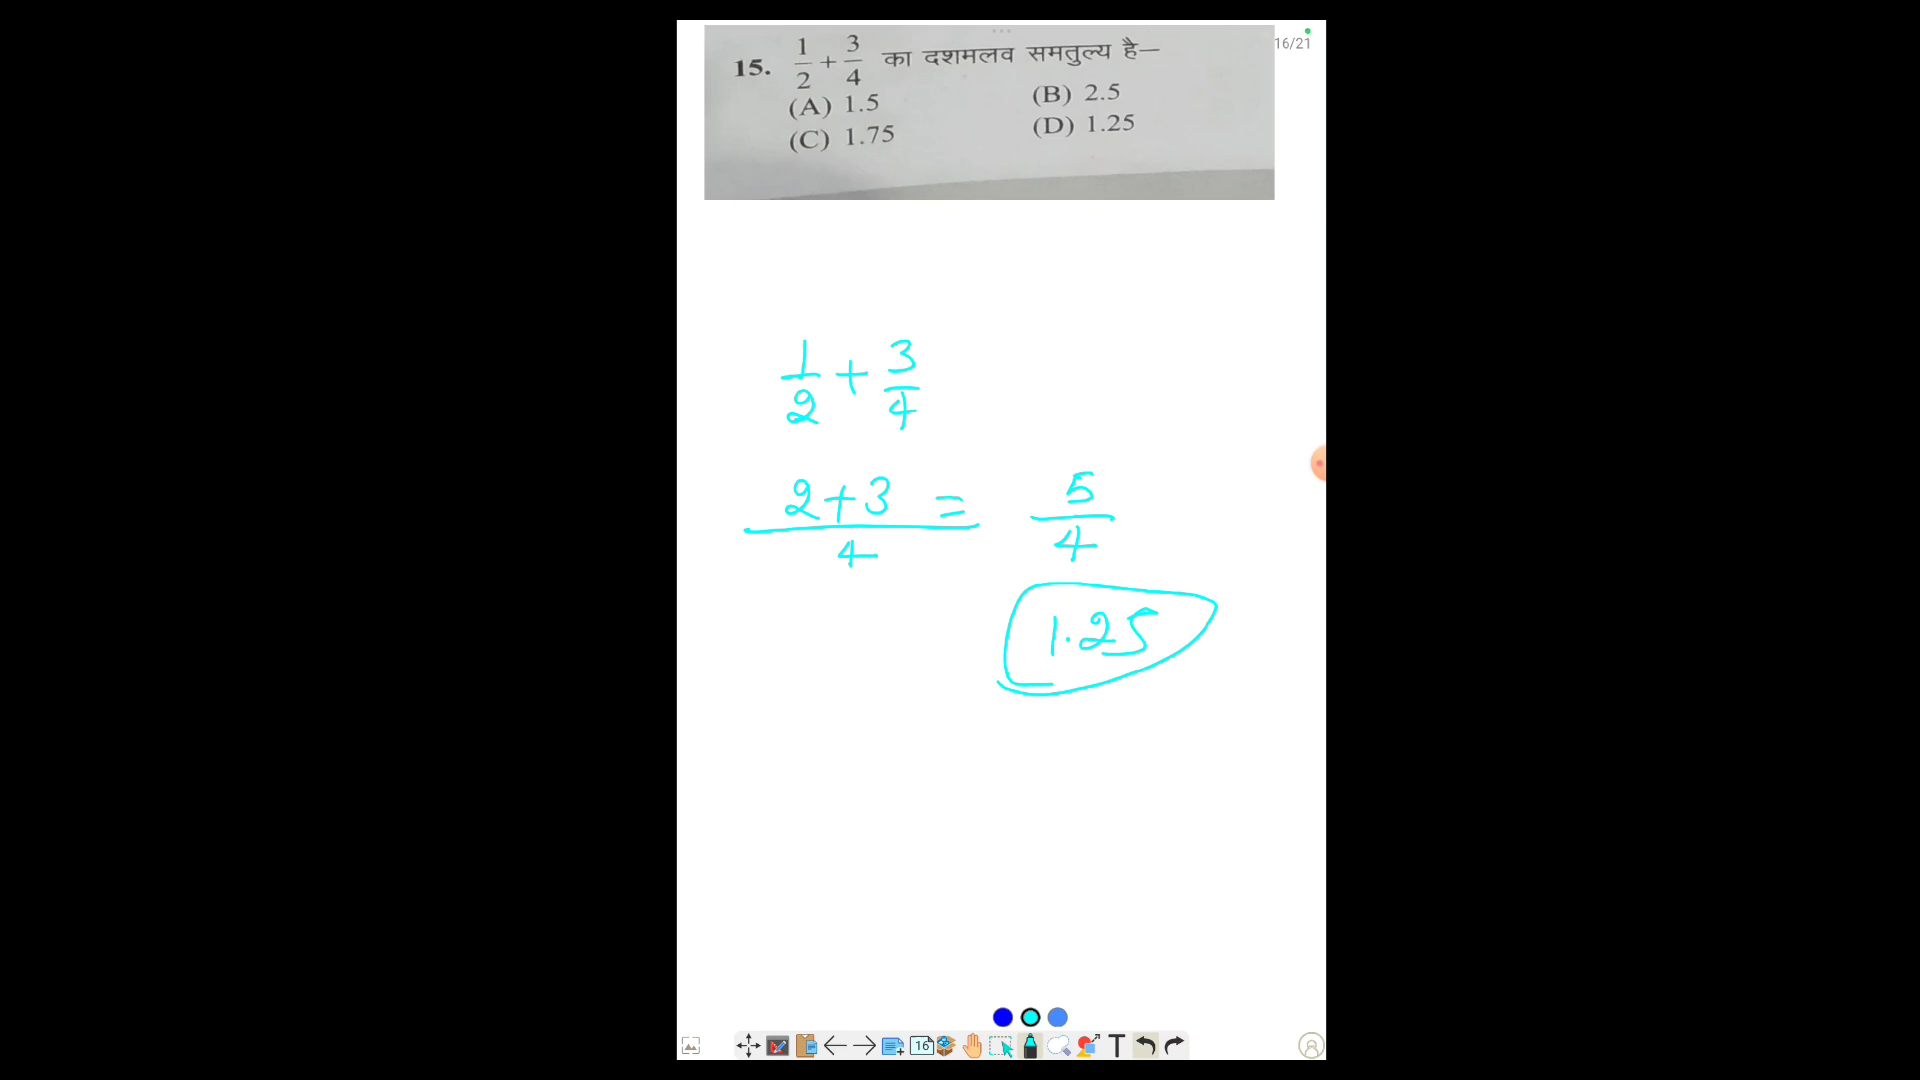 16/21
15. 1/2 + 3/4 का दशमलव समतुल्य है—
(A) 1.5 (B) 2.5
(C) 1.75 (D) 1.25
1/2 + 3/4
2+3/4 = 5/4
1.25
16 T